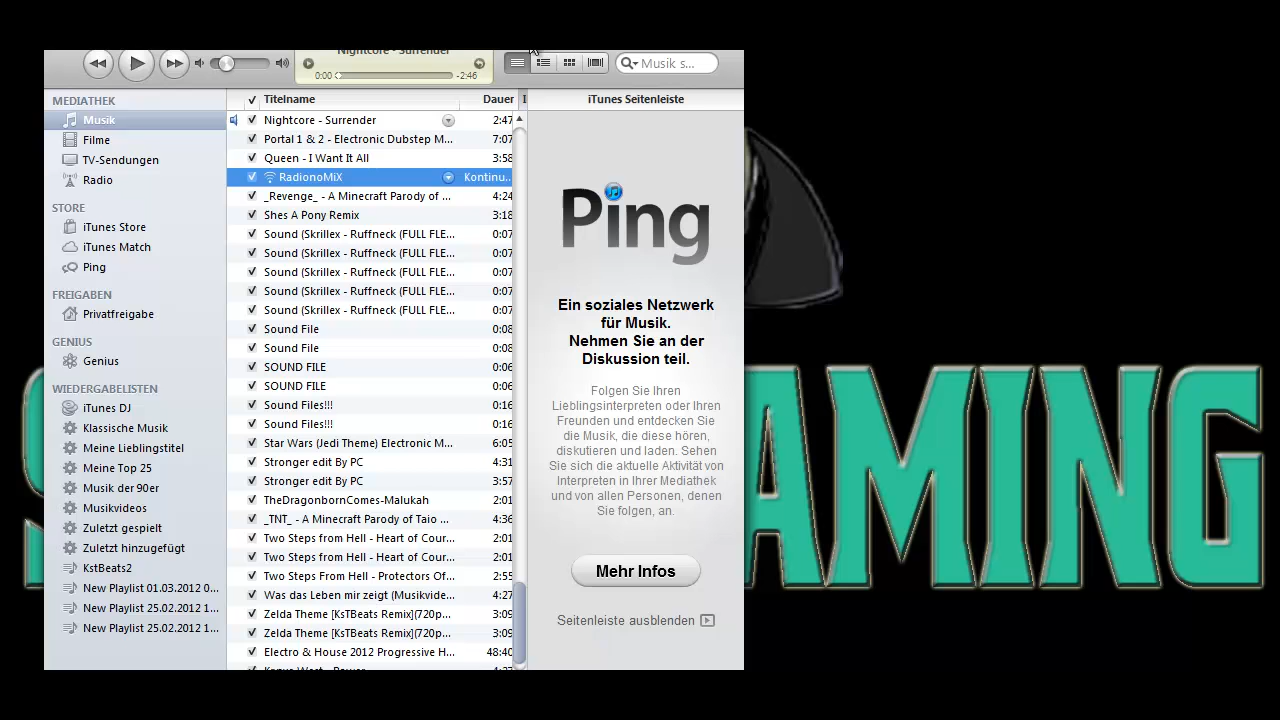 Nightcore - Surrender
0:00
-2:46
Musik s...
MEDIATHEK
Musik
Filme
TV-Sendungen
Radio
STORE
iTunes Store
iTunes Match
Ping
FREIGABEN
Privatfreigabe
GENIUS
Genius
WIEDERGABELISTEN
iTunes DJ
Klassische Musik
Meine Lieblingstitel
Meine Top 25
Musik der 90er
Musikvideos
Zuletzt gespielt
Zuletzt hinzugefügt
KstBeats2
New Playlist 01.03.2012 0...
New Playlist 25.02.2012 1...
New Playlist 25.02.2012 1...
Titelname Dauer I
Nightcore - Surrender 2:47
Portal 1 & 2 - Electronic Dubstep M... 7:07
Queen - I Want It All 3:58
RadionoMiX Kontinu...
_Revenge_ - A Minecraft Parody of ... 4:24
Shes A Pony Remix 3:18
Sound (Skrillex - Ruffneck (FULL FLE... 0:07
Sound (Skrillex - Ruffneck (FULL FLE... 0:07
Sound (Skrillex - Ruffneck (FULL FLE... 0:07
Sound (Skrillex - Ruffneck (FULL FLE... 0:07
Sound (Skrillex - Ruffneck (FULL FLE... 0:07
Sound File 0:08
Sound File 0:08
SOUND FILE 0:06
SOUND FILE 0:06
Sound Files!!! 0:16
Sound Files!!! 0:16
Star Wars (Jedi Theme) Electronic M... 6:05
Stronger edit By PC 4:31
Stronger edit By PC 3:57
TheDragonbornComes-Malukah 2:01
_TNT_ - A Minecraft Parody of Taio ... 4:36
Two Steps from Hell - Heart of Cour... 2:01
Two Steps from Hell - Heart of Cour... 2:01
Two Steps From Hell - Protectors Of... 2:55
Was das Leben mir zeigt (Musikvide... 4:27
Zelda Theme [KstBeats Remix](720p... 3:09
Zelda Theme [KstBeats Remix](720p... 3:09
Electro & House 2012 Progressive H... 48:40
Kanye West - Power 4:27
iTunes Seitenleiste
Ping
Ein soziales Netzwerk
für Musik.
Nehmen Sie an der
Diskussion teil.
Folgen Sie Ihren
Lieblingsinterpreten oder Ihren
Freunden und entdecken Sie
die Musik, die diese hören,
diskutieren und laden. Sehen
Sie sich die aktuelle Aktivität von
Interpreten in Ihrer Mediathek
und von allen Personen, denen
Sie folgen, an.
Mehr Infos
Seitenleiste ausblenden
AMING